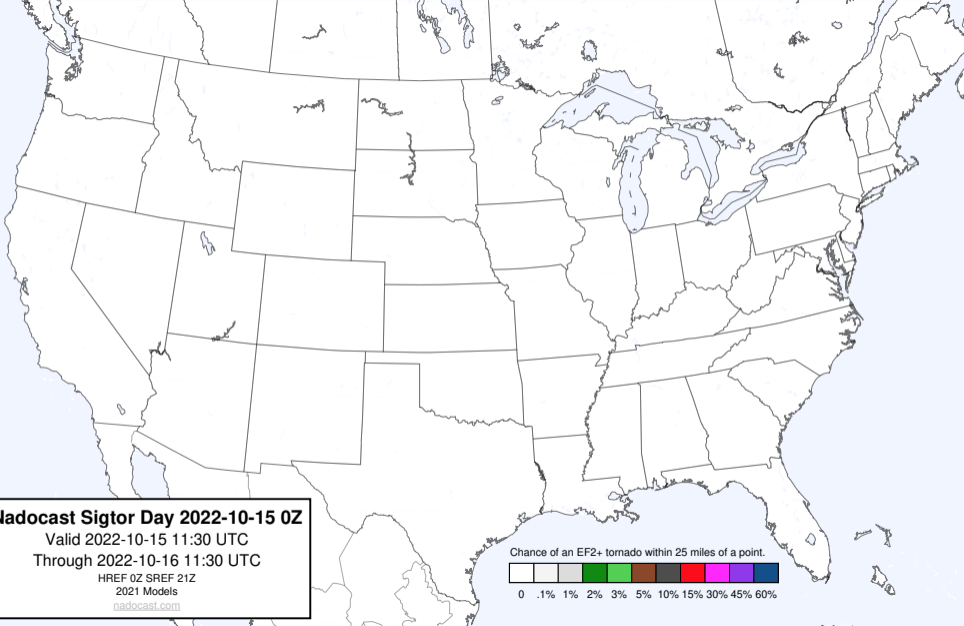 Nadocast Sigtor Day 2022-10-15 0Z
Valid 2022-10-15 11:30 UTC
Through 2022-10-16 11:30 UTC
HREF 0Z SREF 21Z
2021 Models
nadocast.com
Chance of an EF2+ tornado within 25 miles of a point.
0 .1% 1% 2% 3% 5% 10% 15% 30% 45% 60%